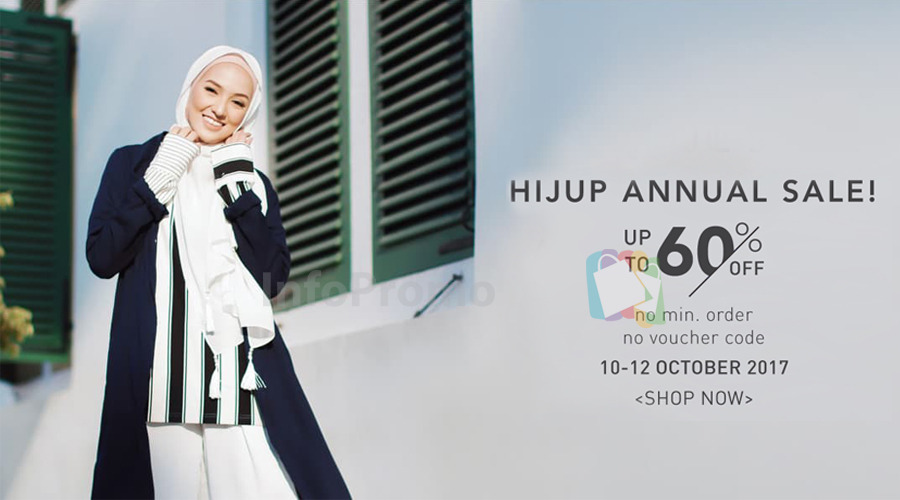 HIJUP ANNUAL SALE!
UP TO 60% OFF
no min. order
no voucher code
10-12 OCTOBER 2017
<SHOP NOW>
InfoPromo